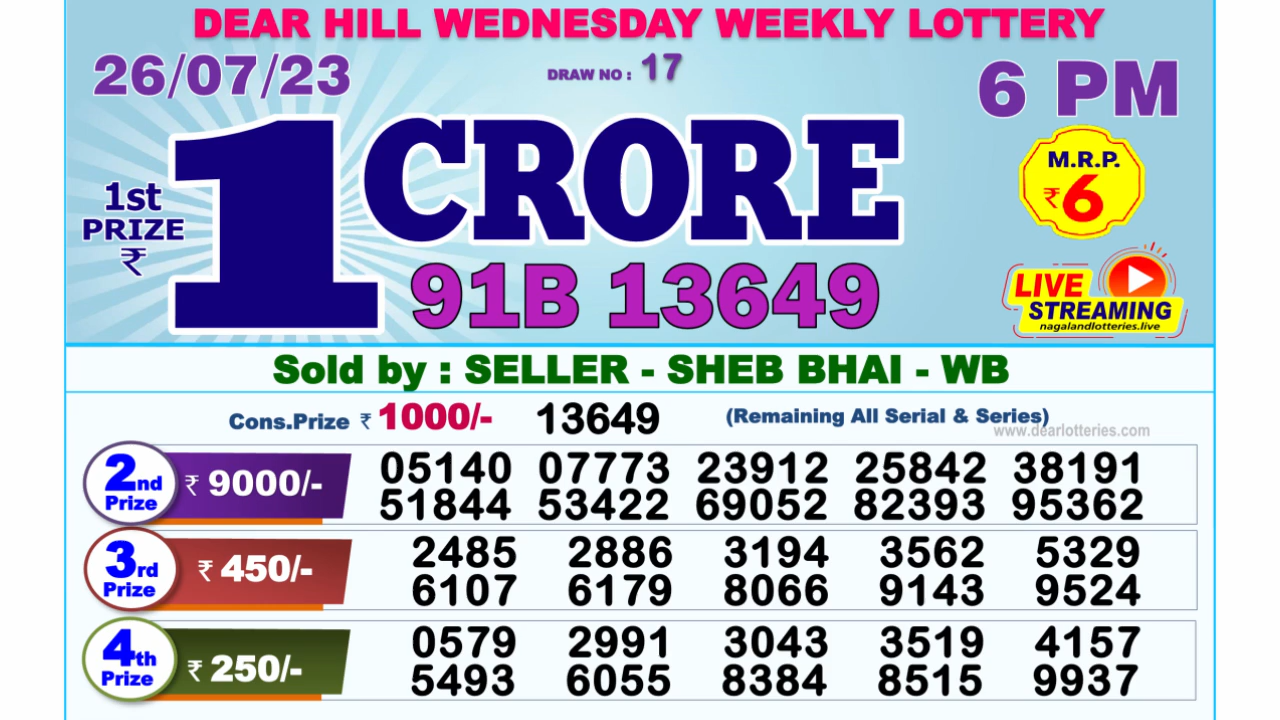 DEAR HILL WEDNESDAY WEEKLY LOTTERY
26/07/23
DRAW NO : 17
6 PM
1st
PRIZE
₹
1 CRORE
91B 13649
M.R.P.
₹6
LIVE
STREAMING
nagalandlotteries.live
Sold by : SELLER - SHEB BHAI - WB
Cons.Prize ₹ 1000/- 13649 (Remaining All Serial & Series)
www.dearlotteries.com
2nd Prize ₹ 9000/-
05140 07773 23912 25842 38191
51844 53422 69052 82393 95362
3rd Prize ₹ 450/-
2485 2886 3194 3562 5329
6107 6179 8066 9143 9524
4th Prize ₹ 250/-
0579 2991 3043 3519 4157
5493 6055 8384 8515 9937